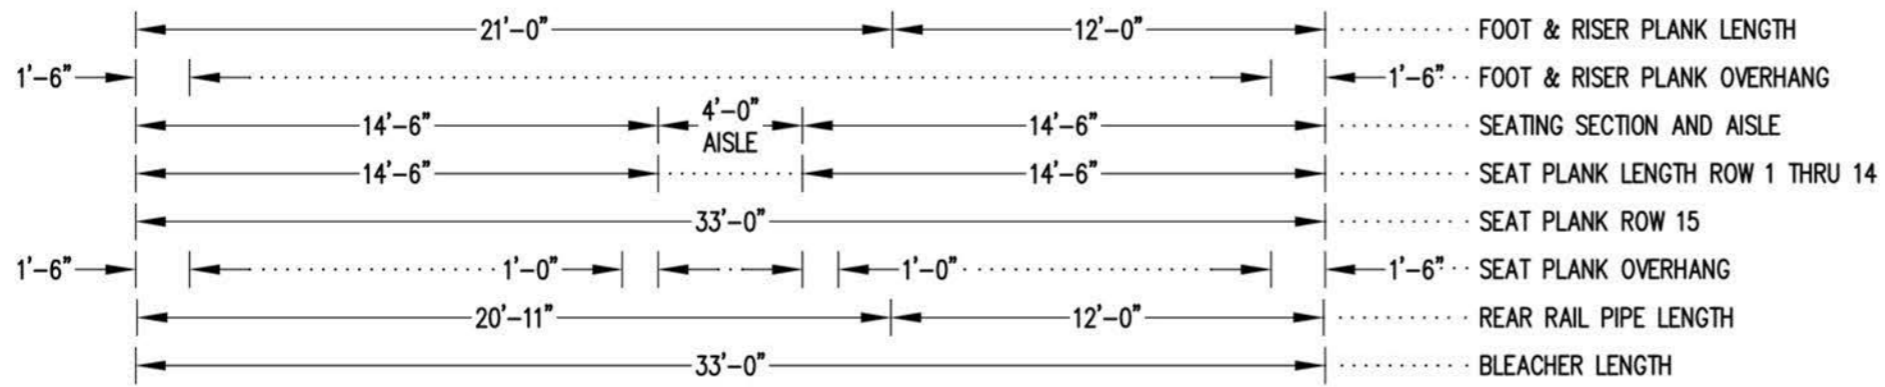 21'-0" 12'-0" FOOT & RISER PLANK LENGTH
1'-6" 1'-6" FOOT & RISER PLANK OVERHANG
14'-6" 4'-0" AISLE 14'-6" SEATING SECTION AND AISLE
14'-6" 14'-6" SEAT PLANK LENGTH ROW 1 THRU 14
33'-0" SEAT PLANK ROW 15
1'-6" 1'-0" 1'-0" 1'-6" SEAT PLANK OVERHANG
20'-11" 12'-0" REAR RAIL PIPE LENGTH
33'-0" BLEACHER LENGTH